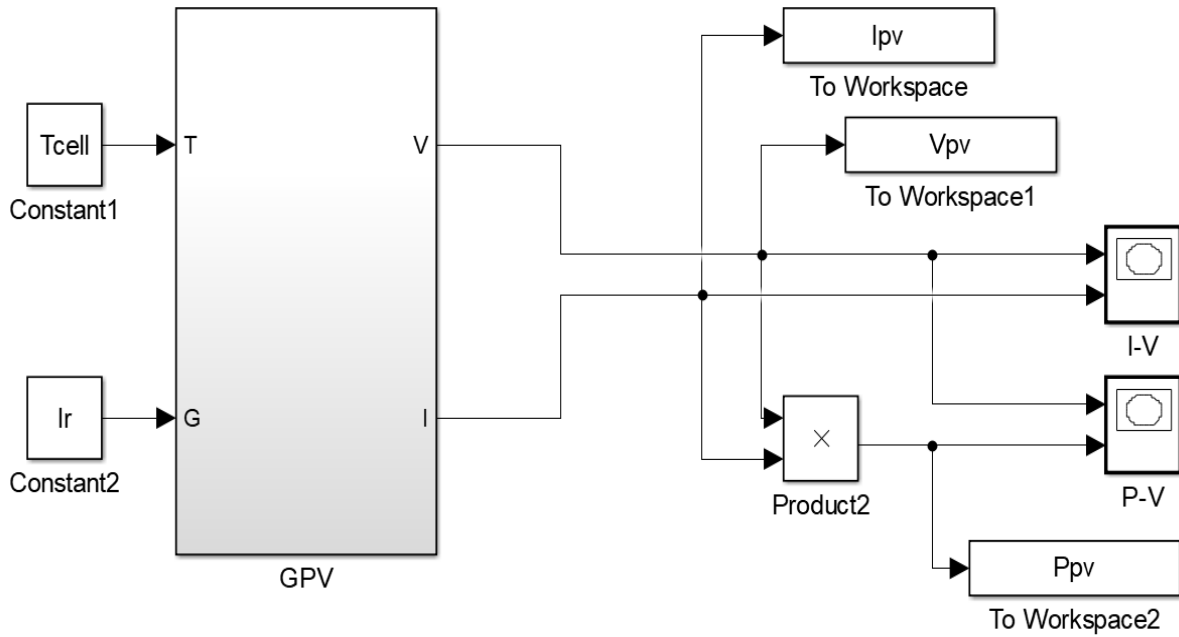 Ipv
To Workspace
Tcell
T
V
Vpv
Constant1
To Workspace1
I-V
Ir
G
I
×
Constant2
Product2
P-V
GPV
Ppv
To Workspace2